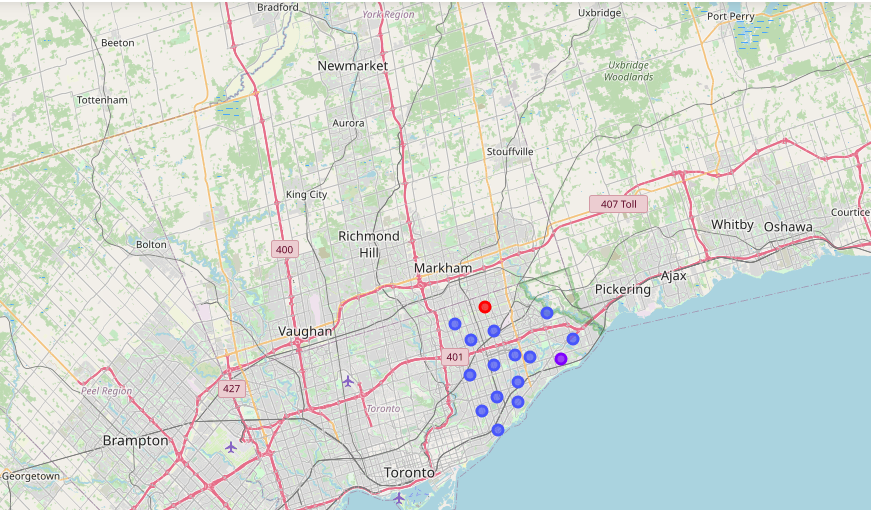 Bradford
York Region
Uxbridge
Port Perry
Beeton
Newmarket
Uxbridge
Woodlands
Tottenham
Aurora
Stouffville
King City
407 Toll
Courtice
Whitby
Oshawa
Richmond
Hill
Bolton
400
Markham
Ajax
Pickering
Vaughan
401
427
Peel Region
Toronto
Brampton
Toronto
Georgetown